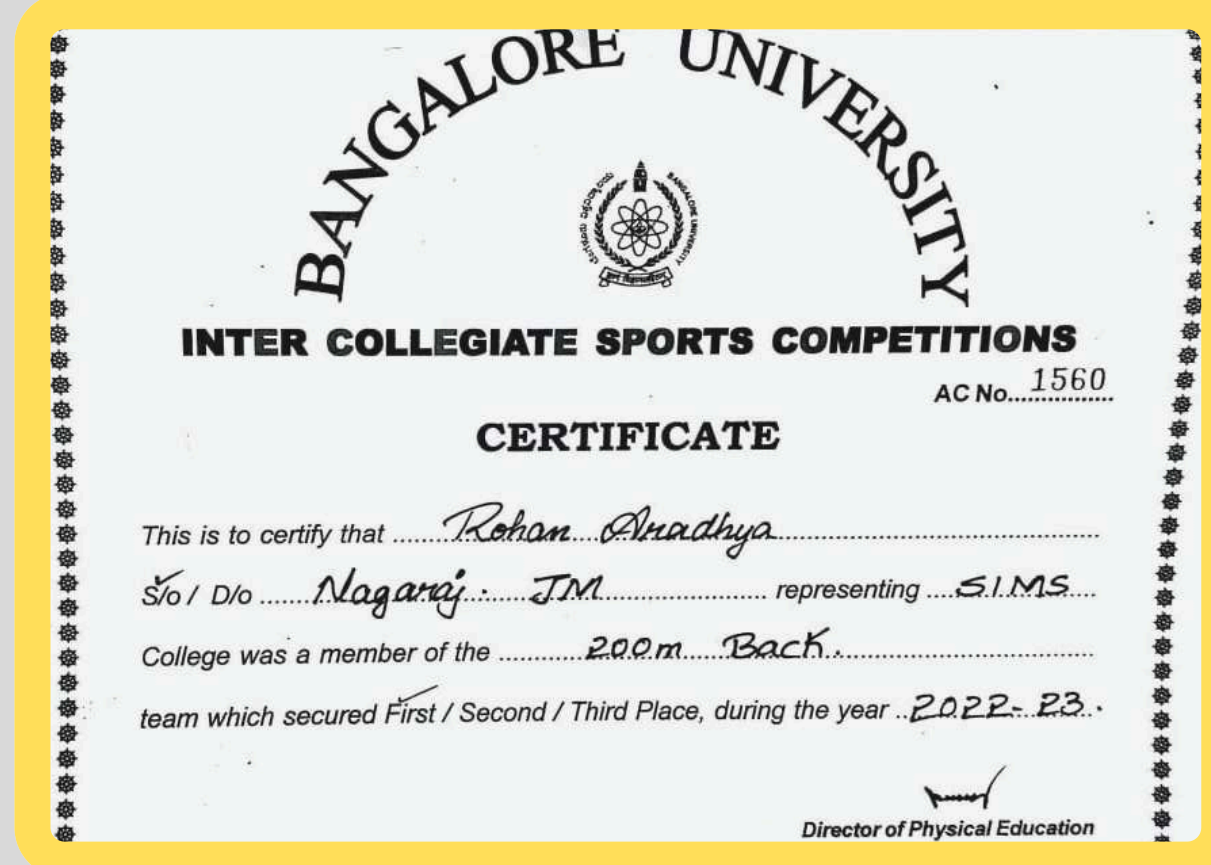 BANGALORE UNIVERSITY
BANGALORE UNIVERSITY
INTER COLLEGIATE SPORTS COMPETITIONS
AC No................ 1560
CERTIFICATE
This is to certify that Rohan Aradhya
S/o / D/o Nagaraj. JM representing SIMS
College was a member of the 200m Back.
team which secured First / Second / Third Place, during the year 2022-23.
Director of Physical Education